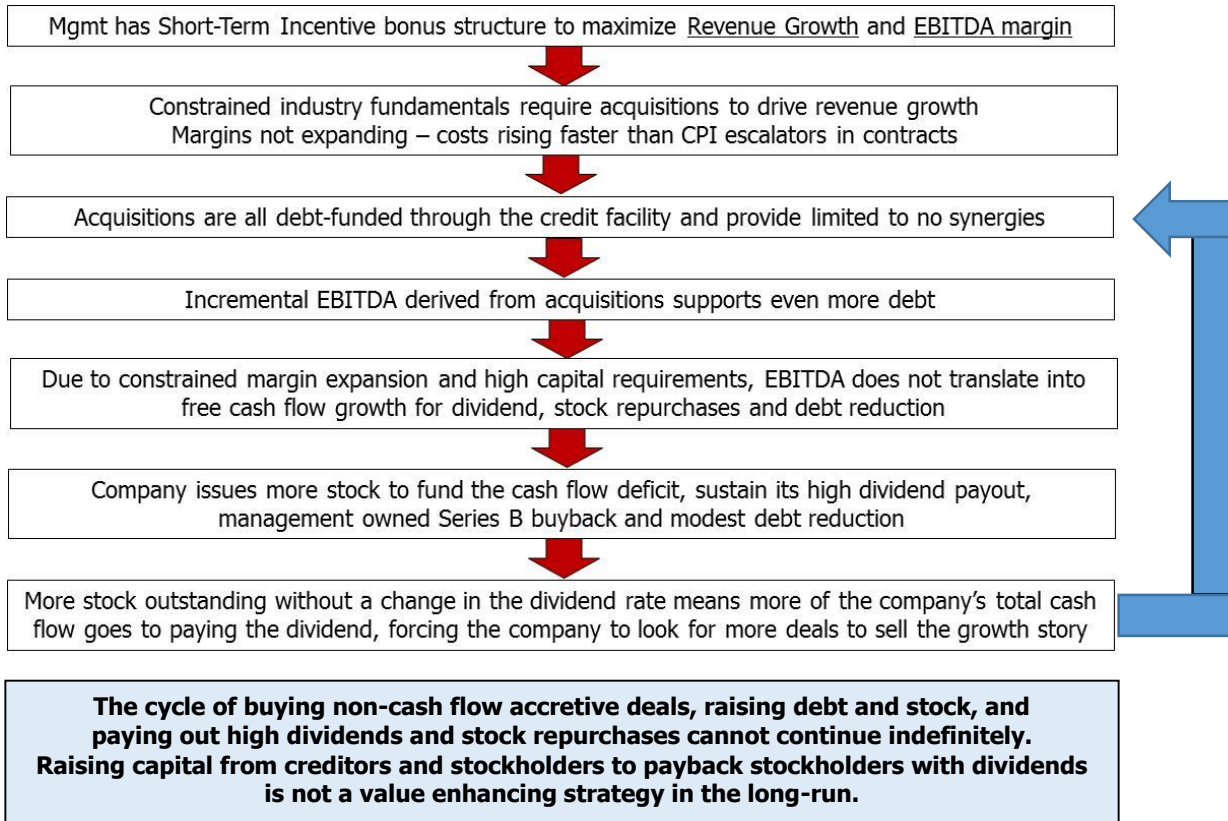 Mgmt has Short-Term Incentive bonus structure to maximize Revenue Growth and EBITDA margin
Constrained industry fundamentals require acquisitions to drive revenue growth
Margins not expanding – costs rising faster than CPI escalators in contracts
Acquisitions are all debt-funded through the credit facility and provide limited to no synergies
Incremental EBITDA derived from acquisitions supports even more debt
Due to constrained margin expansion and high capital requirements, EBITDA does not translate into
free cash flow growth for dividend, stock repurchases and debt reduction
Company issues more stock to fund the cash flow deficit, sustain its high dividend payout,
management owned Series B buyback and modest debt reduction
More stock outstanding without a change in the dividend rate means more of the company's total cash
flow goes to paying the dividend, forcing the company to look for more deals to sell the growth story
The cycle of buying non-cash flow accretive deals, raising debt and stock, and
paying out high dividends and stock repurchases cannot continue indefinitely.
Raising capital from creditors and stockholders to payback stockholders with dividends
is not a value enhancing strategy in the long-run.